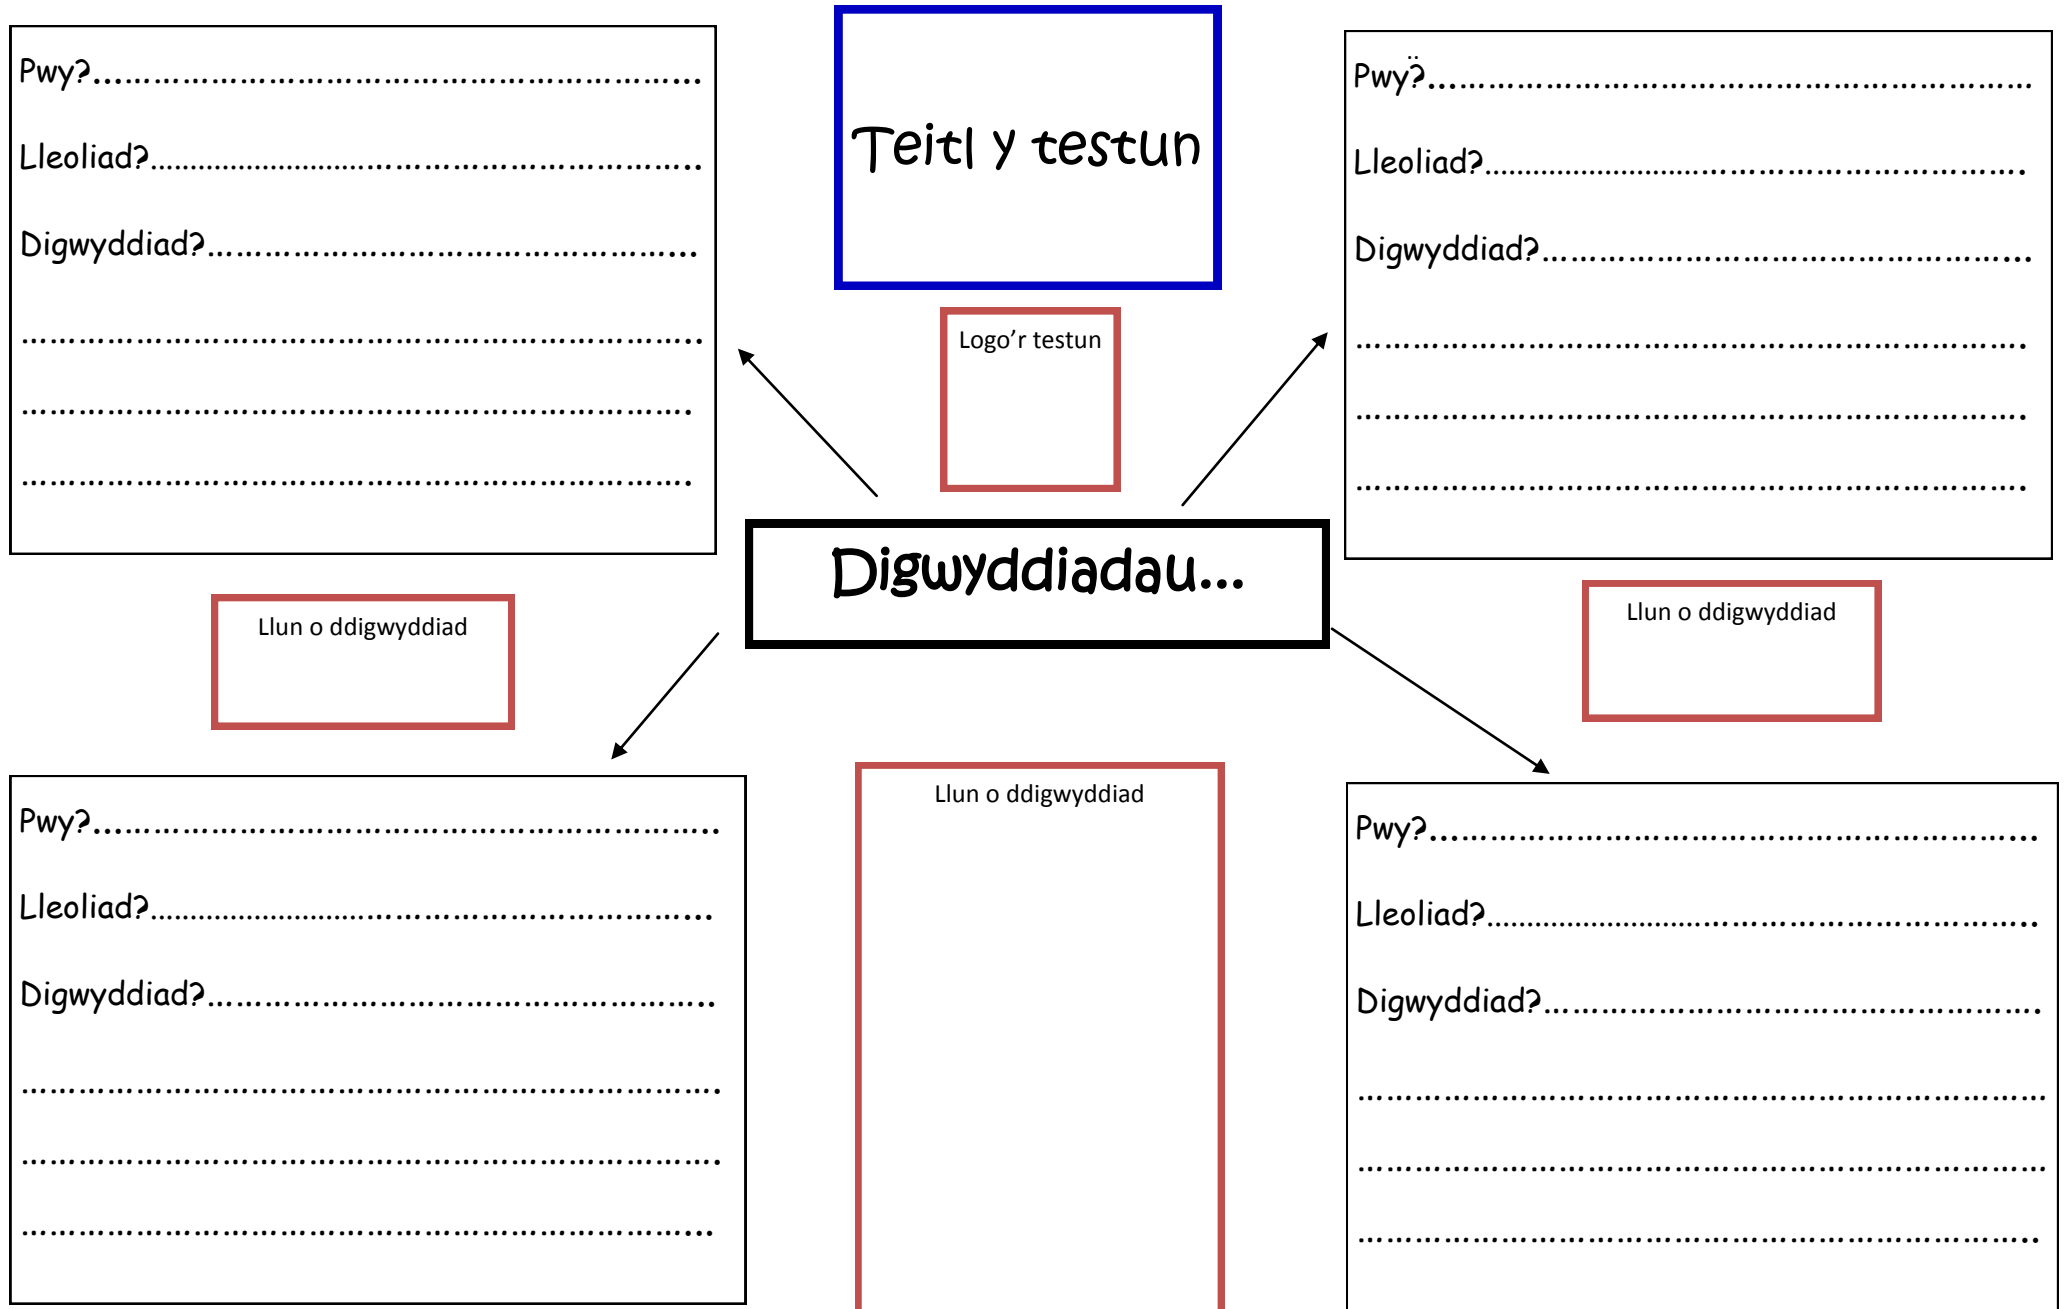 Pwy?……………………………………………………………
Lleoliad?……………………………………………………
Digwyddiad?………………………………………………
………………………………………………………………………
………………………………………………………………………
………………………………………………………………………
Teitl y testun
Logo’r testun
Pwy?……………………………………………………………
Lleoliad?……………………………………………………
Digwyddiad?………………………………………………
………………………………………………………………………
………………………………………………………………………
………………………………………………………………………
Digwyddiadau...
Llun o ddigwyddiad
Llun o ddigwyddiad
Pwy?……………………………………………………………
Lleoliad?……………………………………………………
Digwyddiad?………………………………………………
………………………………………………………………………
………………………………………………………………………
………………………………………………………………………
Llun o ddigwyddiad
Pwy?……………………………………………………………
Lleoliad?……………………………………………………
Digwyddiad?………………………………………………
………………………………………………………………………
………………………………………………………………………
………………………………………………………………………